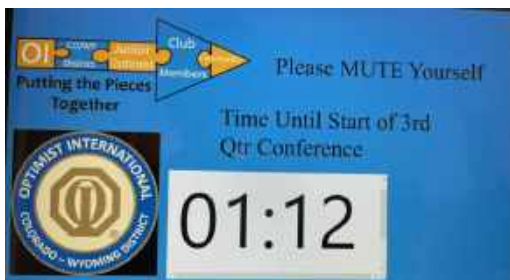 OI
Junior
Optimist
Club
Members
Putting the Pieces
Together
Please MUTE Yourself
Time Until Start of 3rd
Qtr Conference
OPTIMIST INTERNATIONAL
COLORADO - WYOMING DISTRICT
01:12